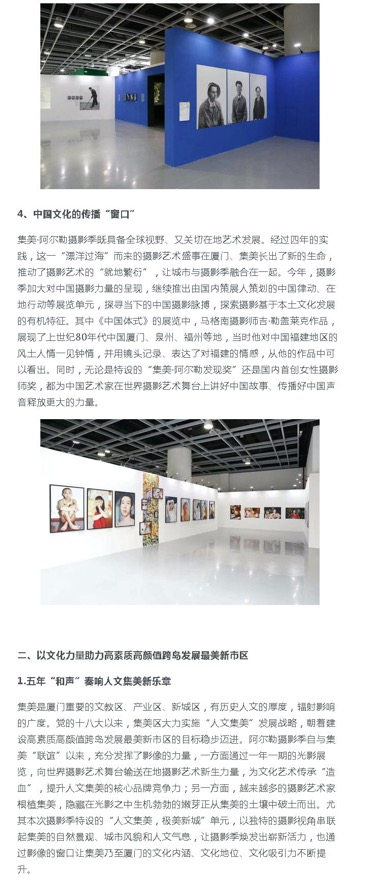 4、中国文化的传播“窗口”
集美·阿尔勒摄影季既具备全球视野、又关切在地艺术发展。经过四年的实
践，这一“漂洋过海”而来的摄影艺术盛事在厦门、集美长出了新的生命，
推动了摄影艺术的“就地繁衍”，让城市与摄影季融合在一起。今年，摄影
季加大对中国摄影力量的呈现，继续推出由国内策展人策划的中国律动、在
地行动等展览单元，探寻当下的中国摄影脉搏，探索摄影基于本土文化发展
的有机特征。其中《中国体式》的展览中，马格南摄影师吉·勒盖莱克作品，
展现了上世纪80年代中国厦门、泉州、福州等地，当时他对中国福建地区的
风土人情一见钟情，并用镜头记录、表达了对福建的情感，从他的作品中可
以看出。同时，无论是特设的“集美·阿尔勒发现奖”还是国内首创女性摄影
师奖，都为中国艺术家在世界摄影艺术舞台上讲好中国故事、传播好中国声
音释放更大的力量。
二、以文化力量助力高素质高颜值跨岛发展最美新市区
1.五年“和声”奏响人文集美新乐章
集美是厦门重要的文教区、产业区、新城区，有历史人文的厚度，辐射影响
的广度。党的十八大以来，集美区大力实施“人文集美”发展战略，朝着建
设高素质高颜值跨岛发展最美新市区的目标稳步迈进。阿尔勒摄影季自与集
美“联谊”以来，充分发挥了影像的力量，一方面通过一年一期的光影展
览，向世界摄影艺术舞台输送在地摄影艺术新生力量，为文化艺术传承“造
血”，提升人文集美的核心品牌竞争力；另一方面，越来越多的摄影艺术家
根植集美，隐藏在光影之中生机勃勃的嫩芽正从集美的土壤中破土而出。尤
其本次摄影季特设的“人文集美，极美新城”单元，以独特的摄影视角串联
起集美的自然景观、城市风貌和人文气息，让摄影季焕发出崭新活力，也通
过影像的窗口让集美乃至厦门的文化内涵、文化地位、文化吸引力不断提
升。